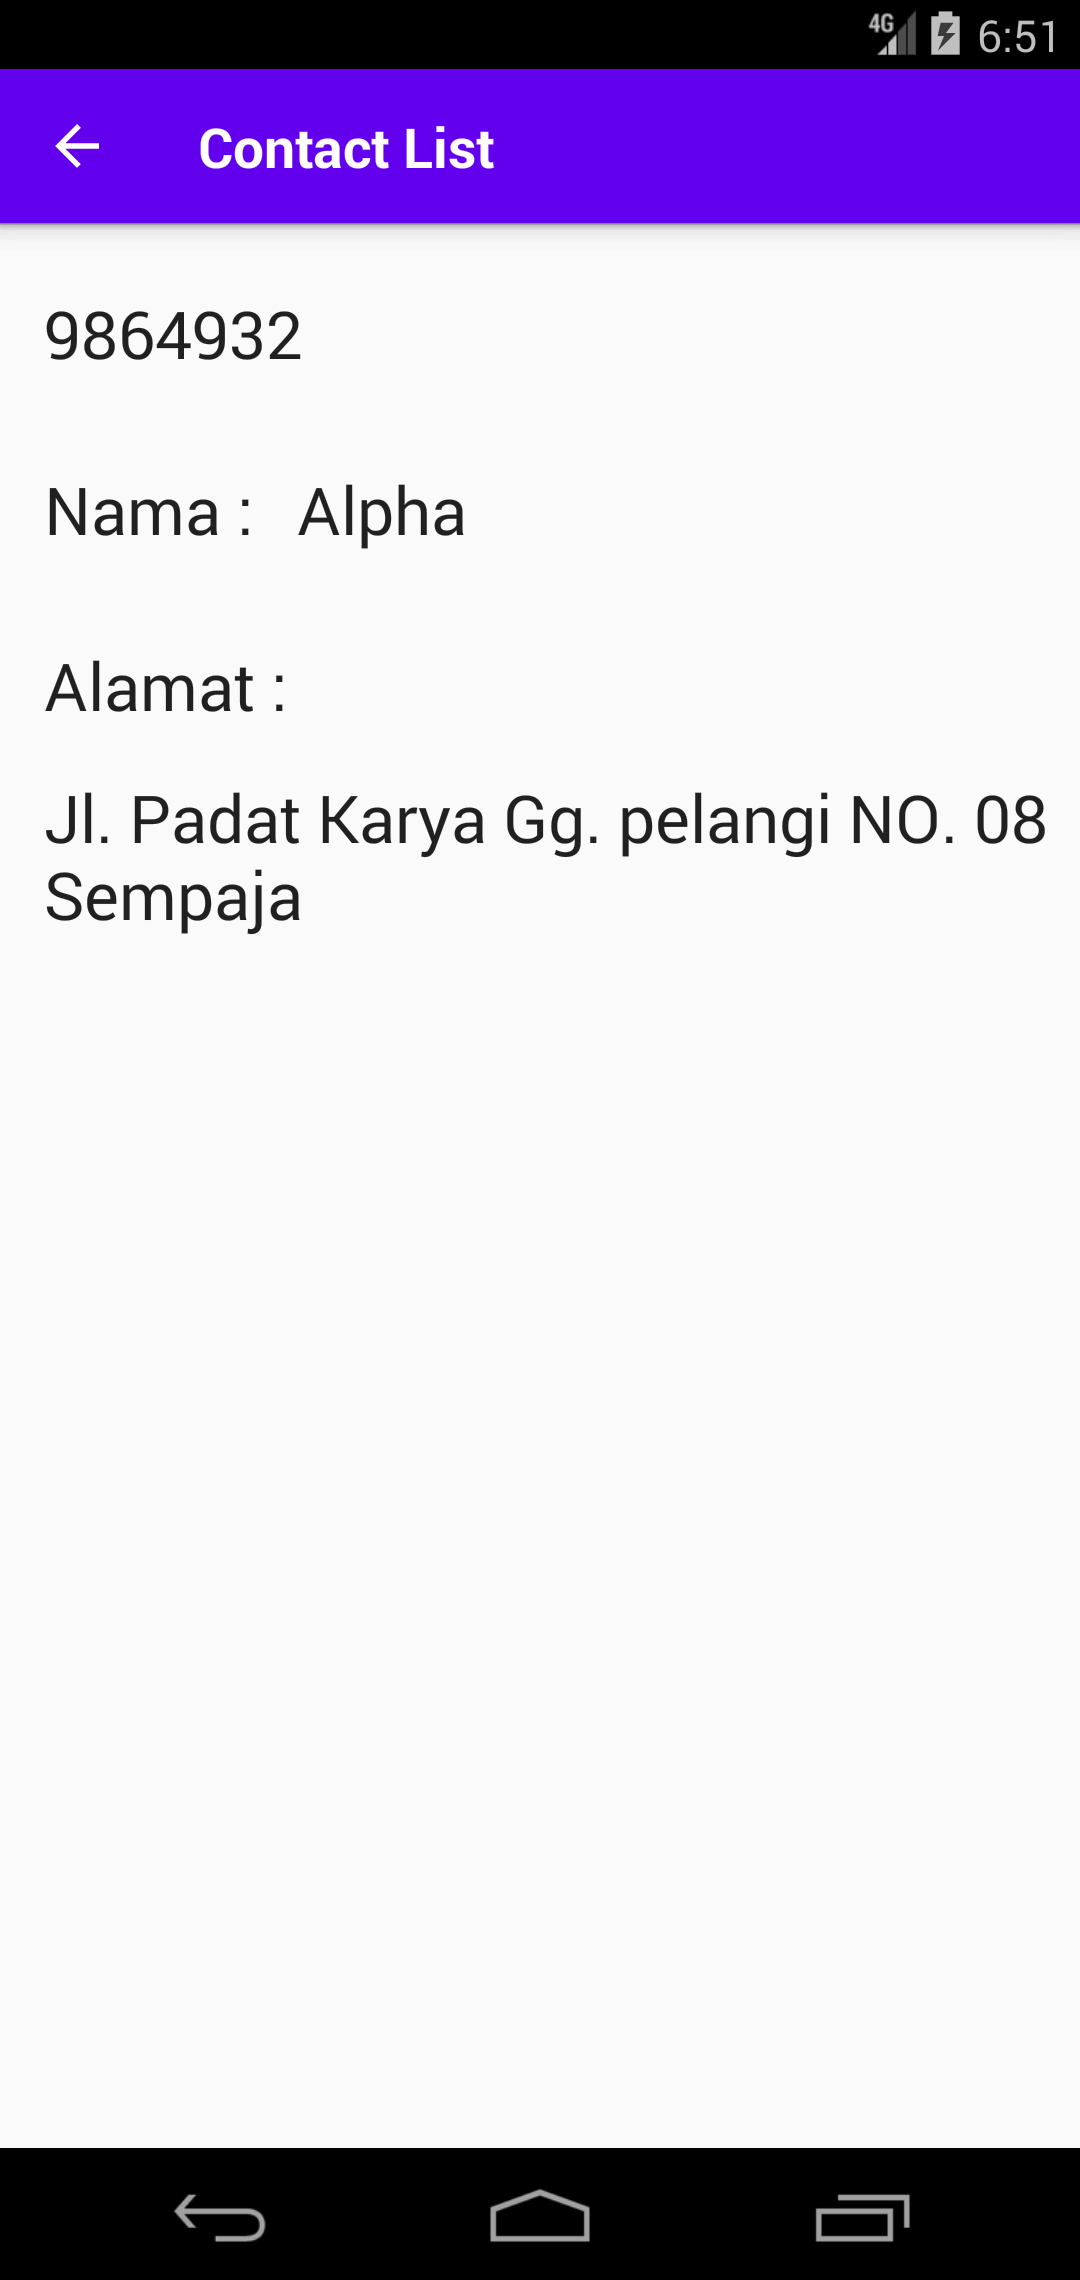 4G 6:51
Contact List
9864932
Nama : Alpha
Alamat :
Jl. Padat Karya Gg. pelangi NO. 08
Sempaja